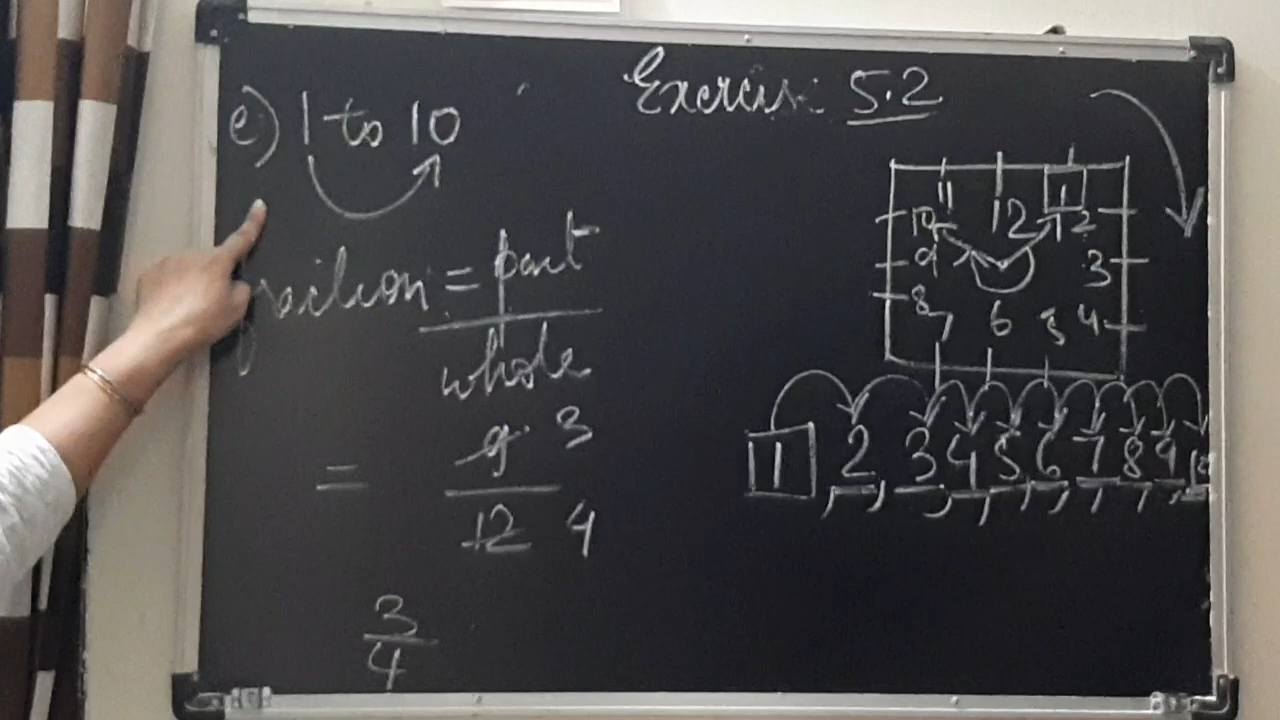 Exercise 5.2
e) 1 to 10
fraction = part
whole
= 9 3
12 4
3
4
11 12 1
10 2
9 3
8 4
7 6 5
1 2, 3, 4, 5, 6, 7, 8, 9, 10